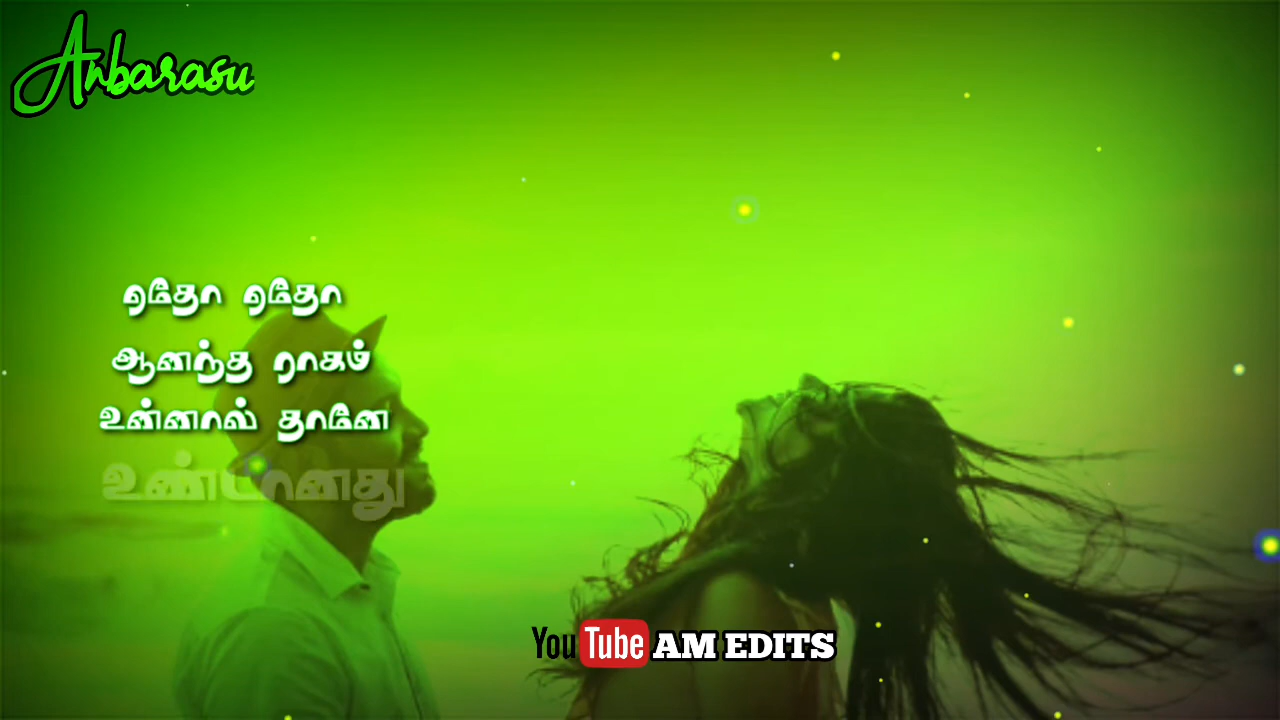 Anbarasu
ஏதோ ஏதோ
ஆனந்த ராகம்
உன்னால் தானே
உண்டானது
YouTube AM EDITS